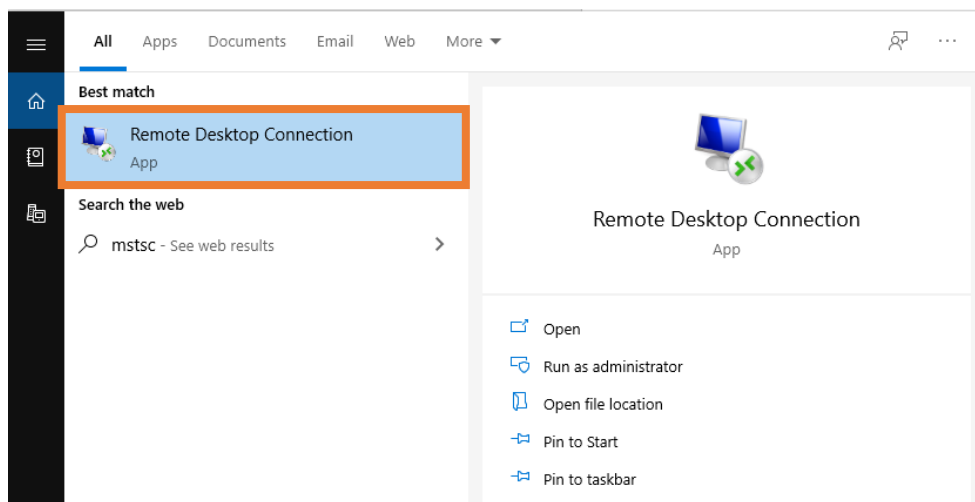 All Apps Documents Email Web More
Best match
Remote Desktop Connection
App
Search the web
mstsc - See web results
Remote Desktop Connection
App
Open
Run as administrator
Open file location
Pin to Start
Pin to taskbar